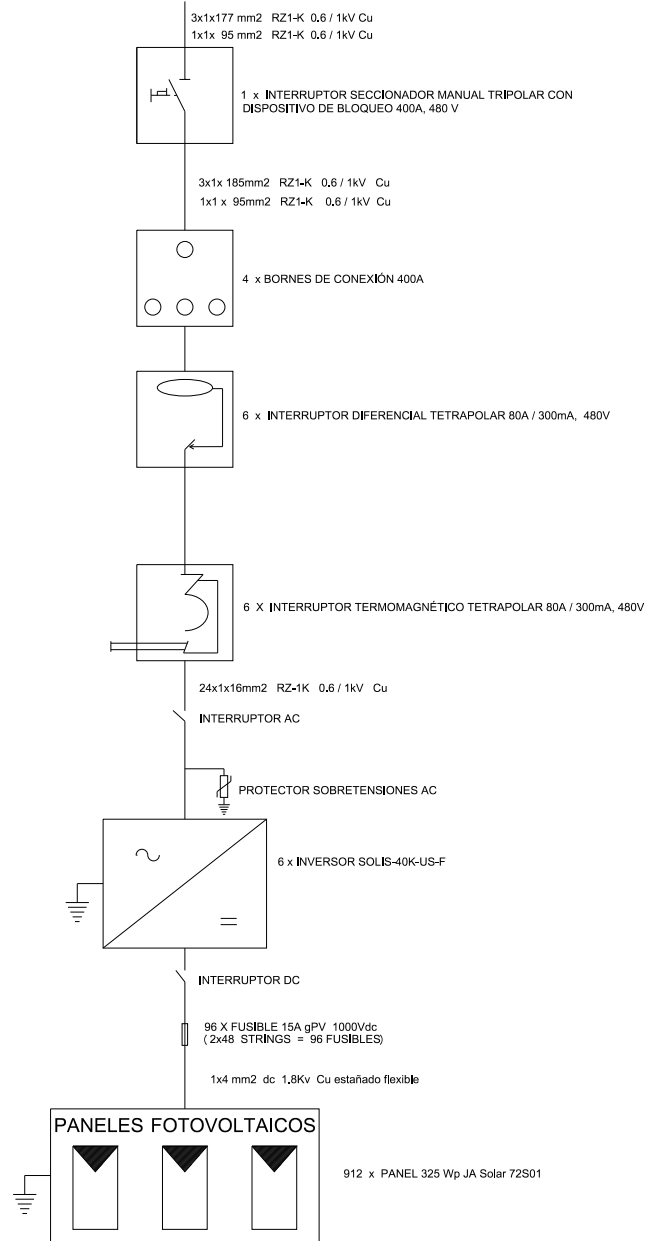 3x1x177 mm2 RZ1-K 0.6 / 1kV Cu
1x1x 95 mm2 RZ1-K 0.6 / 1kV Cu
1 x INTERRUPTOR SECCIONADOR MANUAL TRIPOLAR CON
DISPOSITIVO DE BLOQUEO 400A, 480 V
3x1x 185mm2 RZ1-K 0.6 / 1kV Cu
1x1 x 95mm2 RZ1-K 0.6 / 1kV Cu
4 x BORNES DE CONEXIÓN 400A
6 x INTERRUPTOR DIFERENCIAL TETRAPOLAR 80A / 300mA, 480V
6 X INTERRUPTOR TERMOMAGNÉTICO TETRAPOLAR 80A / 300mA, 480V
24x1x16mm2 RZ-1K 0.6 / 1kV Cu
INTERRUPTOR AC
PROTECTOR SOBRETENSIONES AC
6 x INVERSOR SOLIS-40K-US-F
INTERRUPTOR DC
96 X FUSIBLE 15A gPV 1000Vdc
( 2x48 STRINGS = 96 FUSIBLES)
1x4 mm2 dc 1.8Kv Cu estañado flexible
PANELES FOTOVOLTAICOS
912 x PANEL 325 Wp JA Solar 72S01